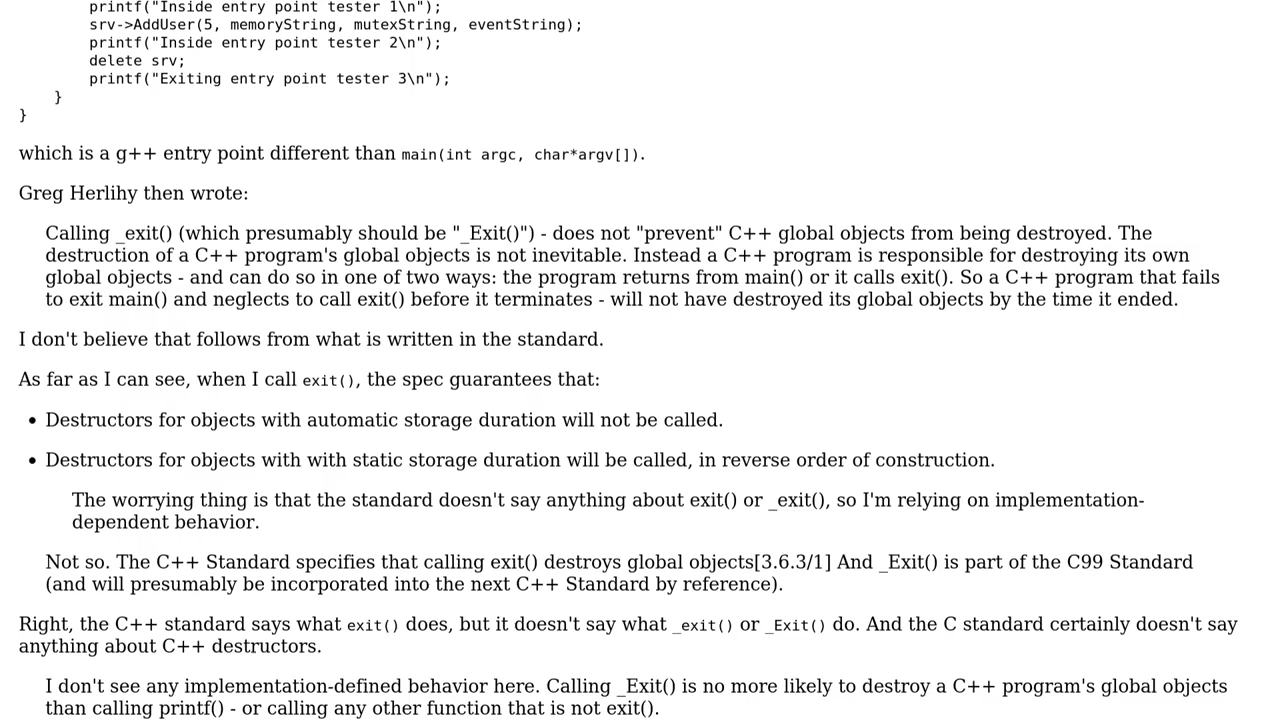 printf("Inside entry point tester 1\n");
srv->AddUser(5, memoryString, mutexString, eventString);
printf("Inside entry point tester 2\n");
delete srv;
printf("Exiting entry point tester 3\n");
}
}
which is a g++ entry point different than main(int argc, char*argv[]).
Greg Herlihy then wrote:
Calling _exit() (which presumably should be "_Exit()") - does not "prevent" C++ global objects from being destroyed. The
destruction of a C++ program's global objects is not inevitable. Instead a C++ program is responsible for destroying its own
global objects - and can do so in one of two ways: the program returns from main() or it calls exit(). So a C++ program that fails
to exit main() and neglects to call exit() before it terminates - will not have destroyed its global objects by the time it ended.
I don't believe that follows from what is written in the standard.
As far as I can see, when I call exit(), the spec guarantees that:
• Destructors for objects with automatic storage duration will not be called.
• Destructors for objects with with static storage duration will be called, in reverse order of construction.
The worrying thing is that the standard doesn't say anything about exit() or _exit(), so I'm relying on implementation-
dependent behavior.
Not so. The C++ Standard specifies that calling exit() destroys global objects[3.6.3/1] And _Exit() is part of the C99 Standard
(and will presumably be incorporated into the next C++ Standard by reference).
Right, the C++ standard says what exit() does, but it doesn't say what _exit() or _Exit() do. And the C standard certainly doesn't say
anything about C++ destructors.
I don't see any implementation-defined behavior here. Calling _Exit() is no more likely to destroy a C++ program's global objects
than calling printf() - or calling any other function that is not exit().